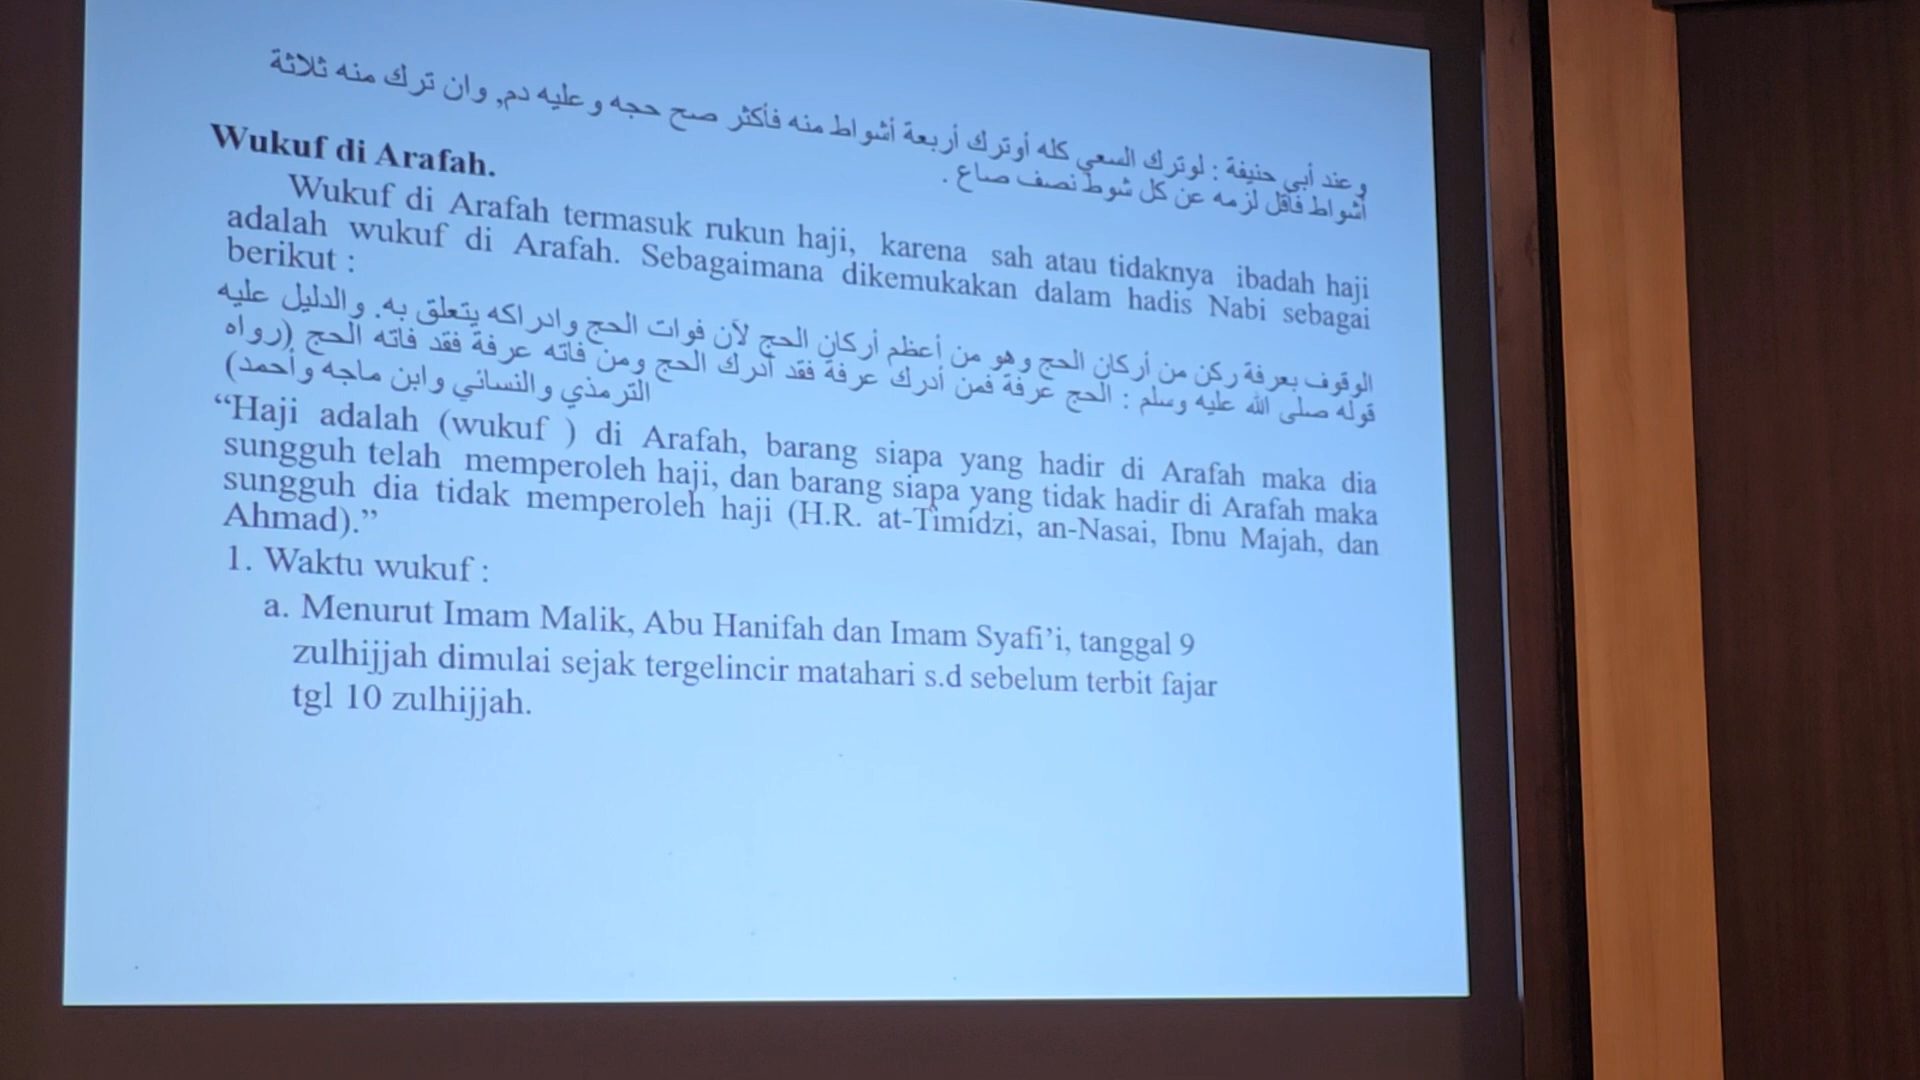 وعند أبي حنيفة : لوترك السعي كله أوترك أربعة أشواط منه فأكثر صح حجه وعليه دم, وان ترك منه ثلاثة
أشواط فأقل لزمه عن كل شوط نصف صاع .
Wukuf di Arafah.
Wukuf di Arafah termasuk rukun haji, karena sah atau tidaknya ibadah haji
adalah wukuf di Arafah. Sebagaimana dikemukakan dalam hadis Nabi sebagai
berikut :
الوقوف بعرفة ركن من أركان الحج وهو من أعظم أركان الحج لآن فوات الحج وادراكه يتعلق به. والدليل عليه
قوله صلى الله عليه وسلم : الحج عرفة فمن أدرك عرفة فقد أدرك الحج ومن فاته عرفة فقد فاته الحج (رواه
الترمذي والنسائي وابن ماجه وأحمد)
“Haji adalah (wukuf ) di Arafah, barang siapa yang hadir di Arafah maka dia
sungguh telah memperoleh haji, dan barang siapa yang tidak hadir di Arafah maka
sungguh dia tidak memperoleh haji (H.R. at-Timidzi, an-Nasai, Ibnu Majah, dan
Ahmad).”
1. Waktu wukuf :
a. Menurut Imam Malik, Abu Hanifah dan Imam Syafi’i, tanggal 9
zulhijjah dimulai sejak tergelincir matahari s.d sebelum terbit fajar
tgl 10 zulhijjah.